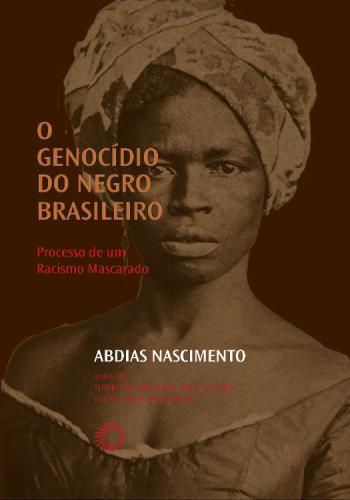 O
GENOCÍDIO
DO NEGRO
BRASILEIRO
Processo de um
Racismo Mascarado
ABDIAS NASCIMENTO